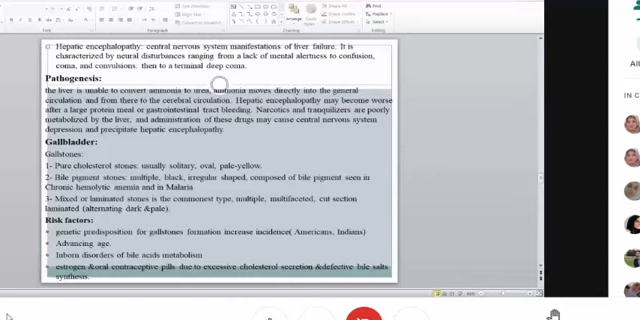 Hepatic encephalopathy: central nervous system manifestations of liver failure. It is
characterized by neural disturbances ranging from a lack of mental alertness to confusion,
coma, and convulsions. then to a terminal deep coma.
Pathogenesis:
the liver is unable to convert ammonia to urea, ammonia moves directly into the general
circulation and from there to the cerebral circulation. Hepatic encephalopathy may become worse
after a large protein meal or gastrointestinal tract bleeding. Narcotics and tranquilizers are poorly
metabolized by the liver, and administration of these drugs may cause central nervous system
depression and precipitate hepatic encephalopathy.
Gallbladder:
Gallstones:
1- Pure cholesterol stones: usually solitary, oval, pale-yellow.
2- Bile pigment stones: multiple, black, irregular shaped, composed of bile pigment seen in
Chronic hemolytic anemia and in Malaria
3- Mixed or laminated stones is the commonest type, multiple, multifaceted, cut section
laminated (alternating dark &pale).
Risk factors:
genetic predisposition for gallstones formation increase incidence( Americans, Indians)
Advancing age.
Inborn disorders of bile acids metabolism
estrogen &oral contraceptive pills due to excessive cholesterol secretion &defective bile salts
synthesis.
Paragraph
Drawing
Editing
Arrange
Replace
Select
IN C